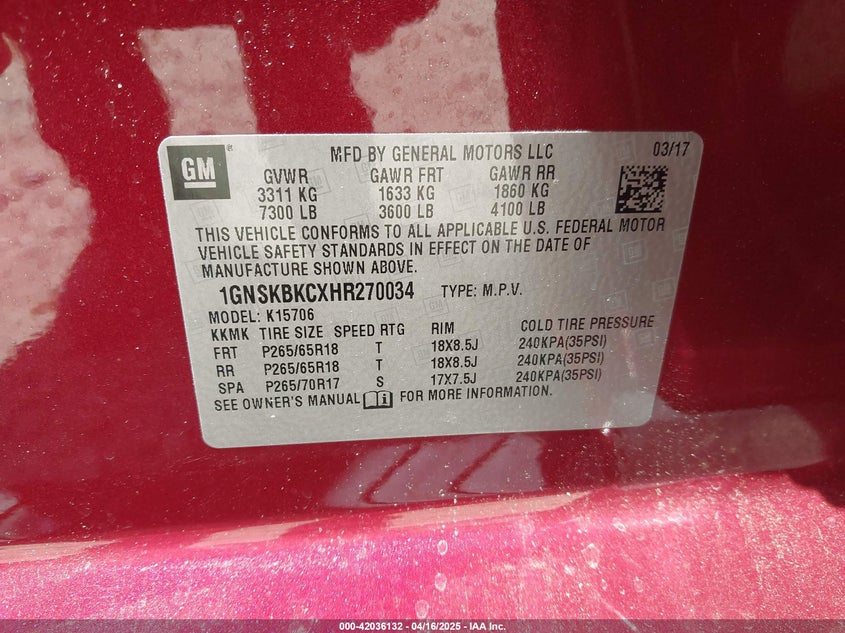 GM ®
MFD BY GENERAL MOTORS LLC 03/17
GVWR GAWR FRT GAWR RR
3311 KG 1633 KG 1860 KG
7300 LB 3600 LB 4100 LB
THIS VEHICLE CONFORMS TO ALL APPLICABLE U.S. FEDERAL MOTOR
VEHICLE SAFETY STANDARDS IN EFFECT ON THE DATE OF
MANUFACTURE SHOWN ABOVE.
1GNSKBKCXHR270034 TYPE: M.P.V.
MODEL: K15706
KKMK TIRE SIZE SPEED RTG RIM COLD TIRE PRESSURE
FRT P265/65R18 T 18X8.5J 240KPA(35PSI)
RR P265/65R18 T 18X8.5J 240KPA(35PSI)
SPA P265/70R17 S 17X7.5J 240KPA(35PSI)
SEE OWNER'S MANUAL i FOR MORE INFORMATION.
000-42036132 - 04/16/2025 - IAA Inc.